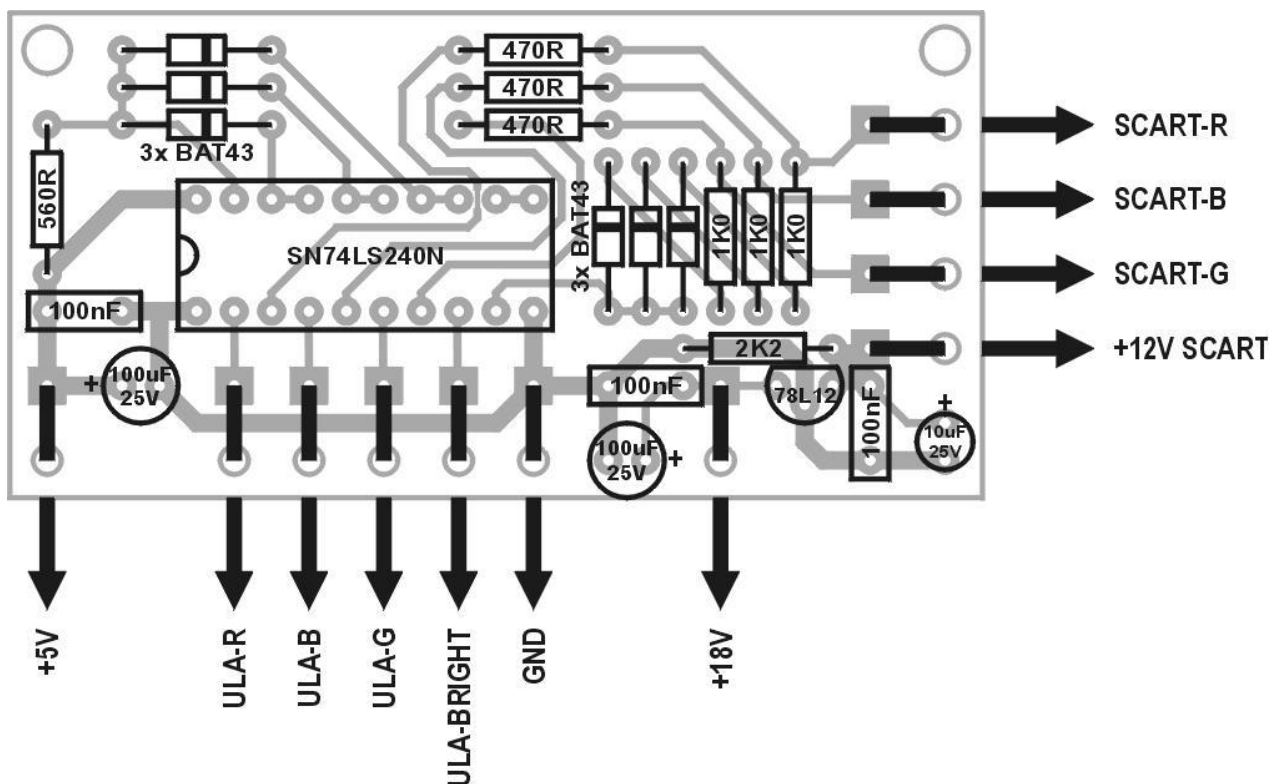 470R
470R
470R
3x BAT43
560R
SCART-R
SCART-B
SCART-G
+12V SCART
3x BAT43
1K0
1K0
1K0
SN74LS240N
100nF
2K2
+
100uF
25V
100nF
78L12
100nF
+
10uF
25V
100uF
25V
+
+5V
ULA-R
ULA-B
ULA-G
ULA-BRIGHT
GND
+18V